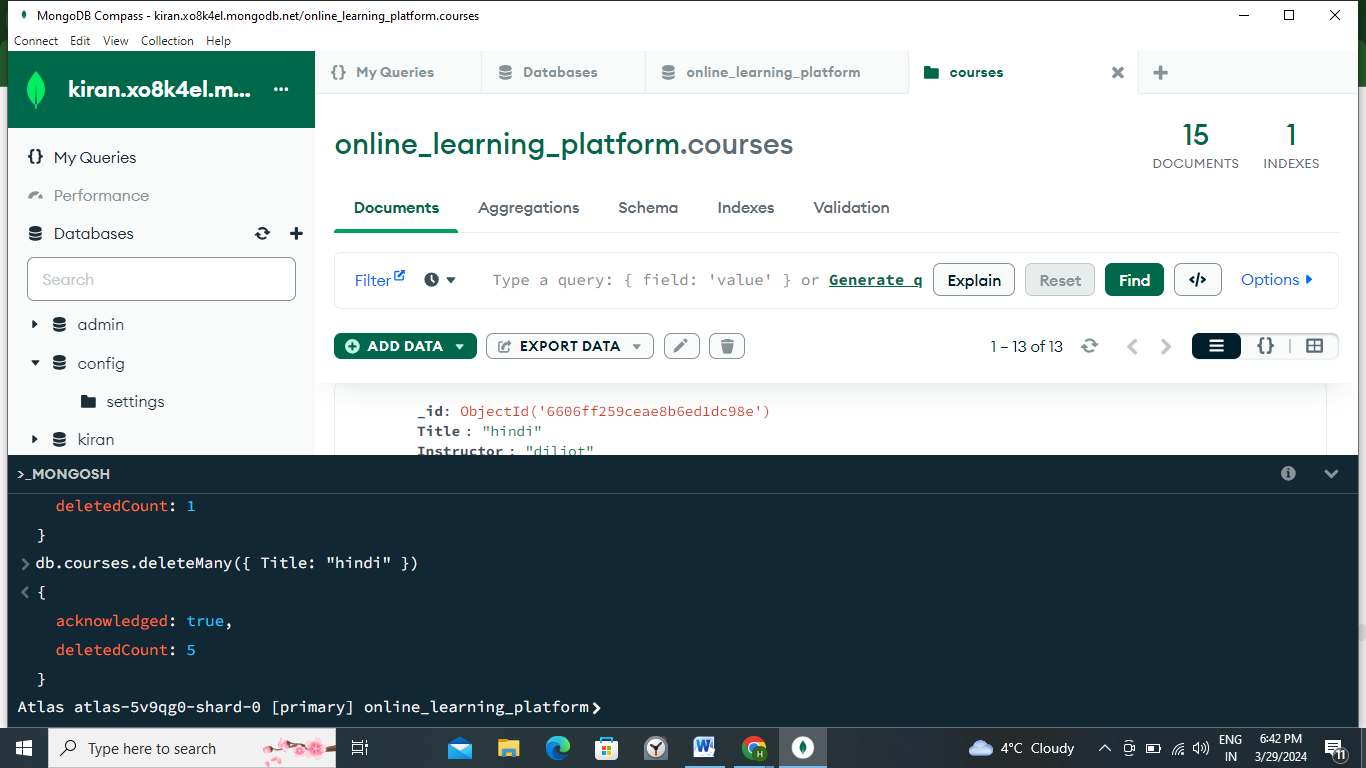 MongoDB Compass - kiran.xo8k4el.mongodb.net/online_learning_platform.courses
Connect Edit View Collection Help
kiran.xo8k4el.m... ...
{} My Queries
Databases
online_learning_platform
courses
My Queries
Performance
Databases
Search
admin
config
settings
kiran
online_learning_platform.courses
15
DOCUMENTS
1
INDEXES
Documents Aggregations Schema Indexes Validation
Filter Type a query: { field: 'value' } or Generate q Explain Reset Find </> Options
ADD DATA EXPORT DATA 1 – 13 of 13 {}
_id: ObjectId('6606ff259ceae8b6ed1dc98e')
Title : "hindi"
Instructor : "diljot"
>_MONGOSH
deletedCount: 1
}
> db.courses.deleteMany({ Title: "hindi" })
< {
acknowledged: true,
deletedCount: 5
}
Atlas atlas-5v9qg0-shard-0 [primary] online_learning_platform>
Type here to search
4°C Cloudy
ENG
IN
6:42 PM
3/29/2024
11